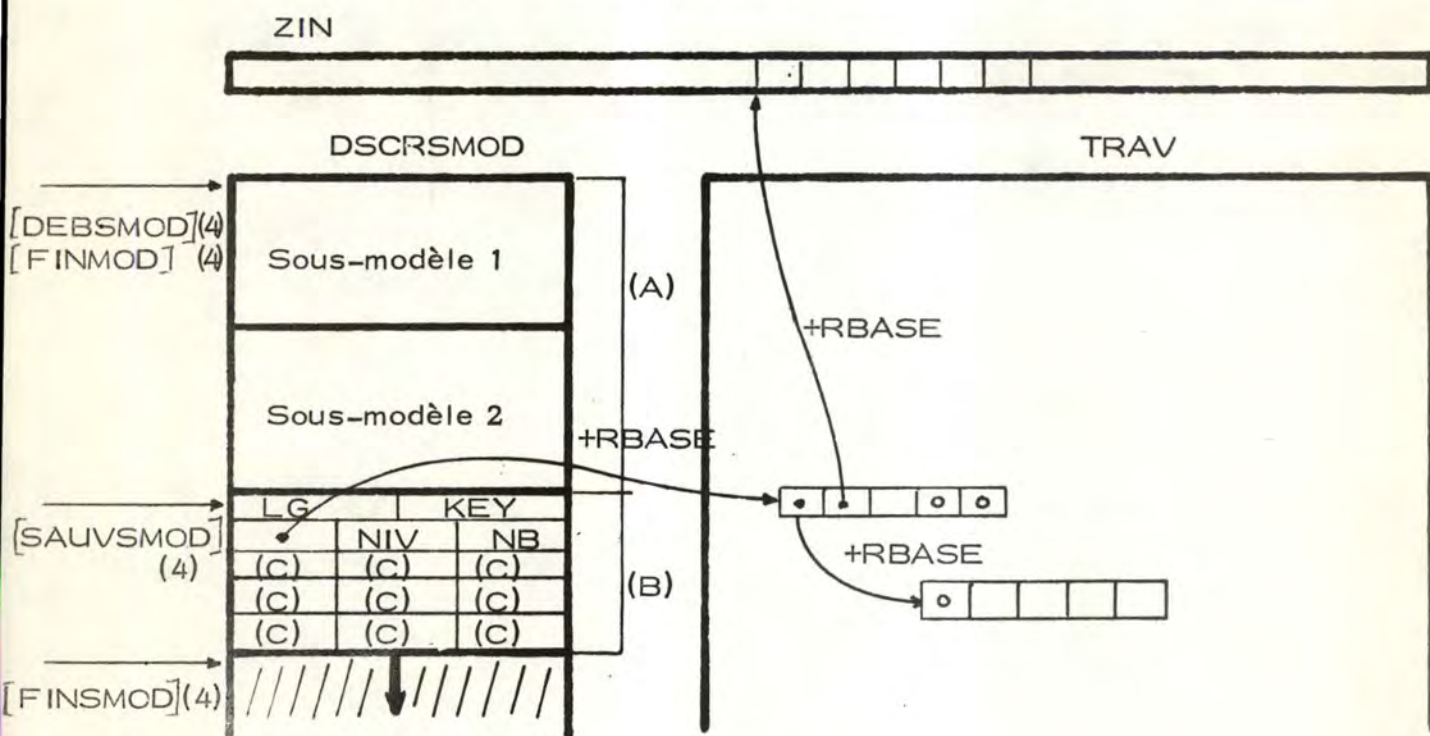 ZIN
DSCRSMOD
TRAV
[DEBSMOD](4)
[FINMOD] (4)
Sous-modèle 1
(A)
+RBASE
Sous-modèle 2
+RBASE
LG KEY
[SAUVSMOD]
(4)
NIV NB
(C) (C) (C)
(C) (C) (C)
(C) (C) (C)
(B)
+RBASE
[FINSMOD](4)